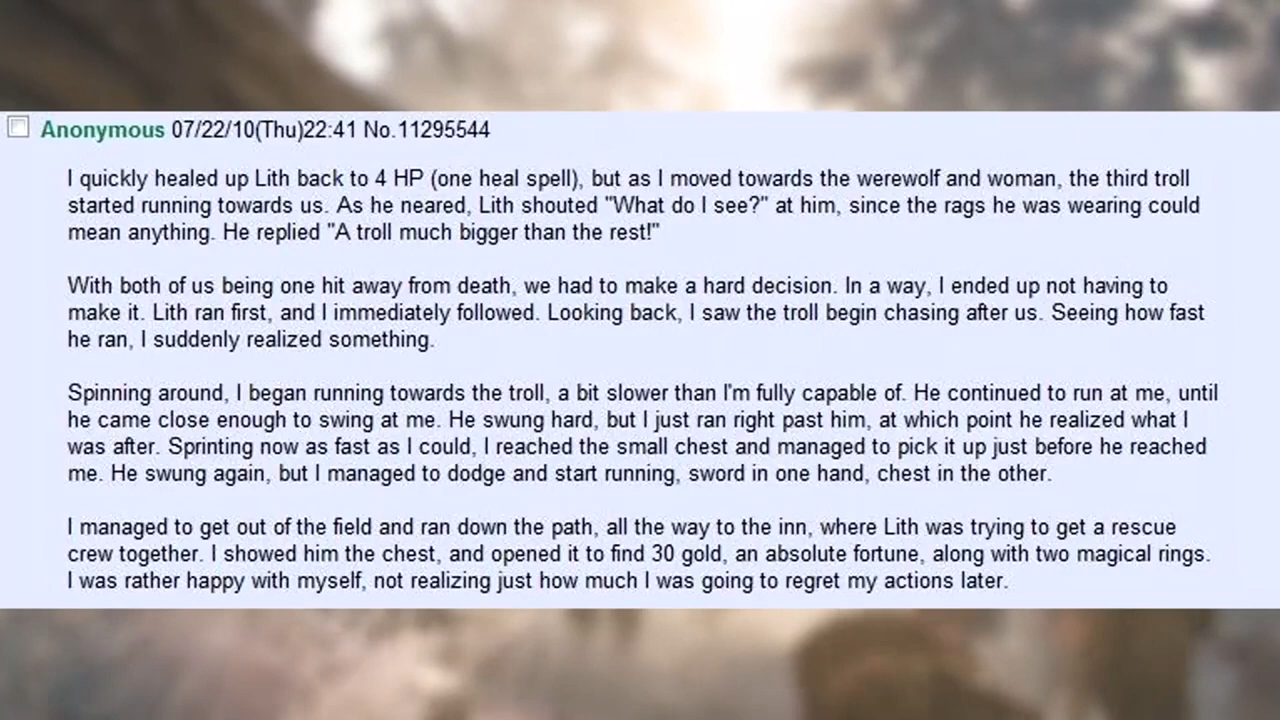 Anonymous 07/22/10(Thu)22:41 No.11295544
I quickly healed up Lith back to 4 HP (one heal spell), but as I moved towards the werewolf and woman, the third troll
started running towards us. As he neared, Lith shouted "What do I see?" at him, since the rags he was wearing could
mean anything. He replied "A troll much bigger than the rest!"
With both of us being one hit away from death, we had to make a hard decision. In a way, I ended up not having to
make it. Lith ran first, and I immediately followed. Looking back, I saw the troll begin chasing after us. Seeing how fast
he ran, I suddenly realized something.
Spinning around, I began running towards the troll, a bit slower than I'm fully capable of. He continued to run at me, until
he came close enough to swing at me. He swung hard, but I just ran right past him, at which point he realized what I
was after. Sprinting now as fast as I could, I reached the small chest and managed to pick it up just before he reached
me. He swung again, but I managed to dodge and start running, sword in one hand, chest in the other.
I managed to get out of the field and ran down the path, all the way to the inn, where Lith was trying to get a rescue
crew together. I showed him the chest, and opened it to find 30 gold, an absolute fortune, along with two magical rings.
I was rather happy with myself, not realizing just how much I was going to regret my actions later.